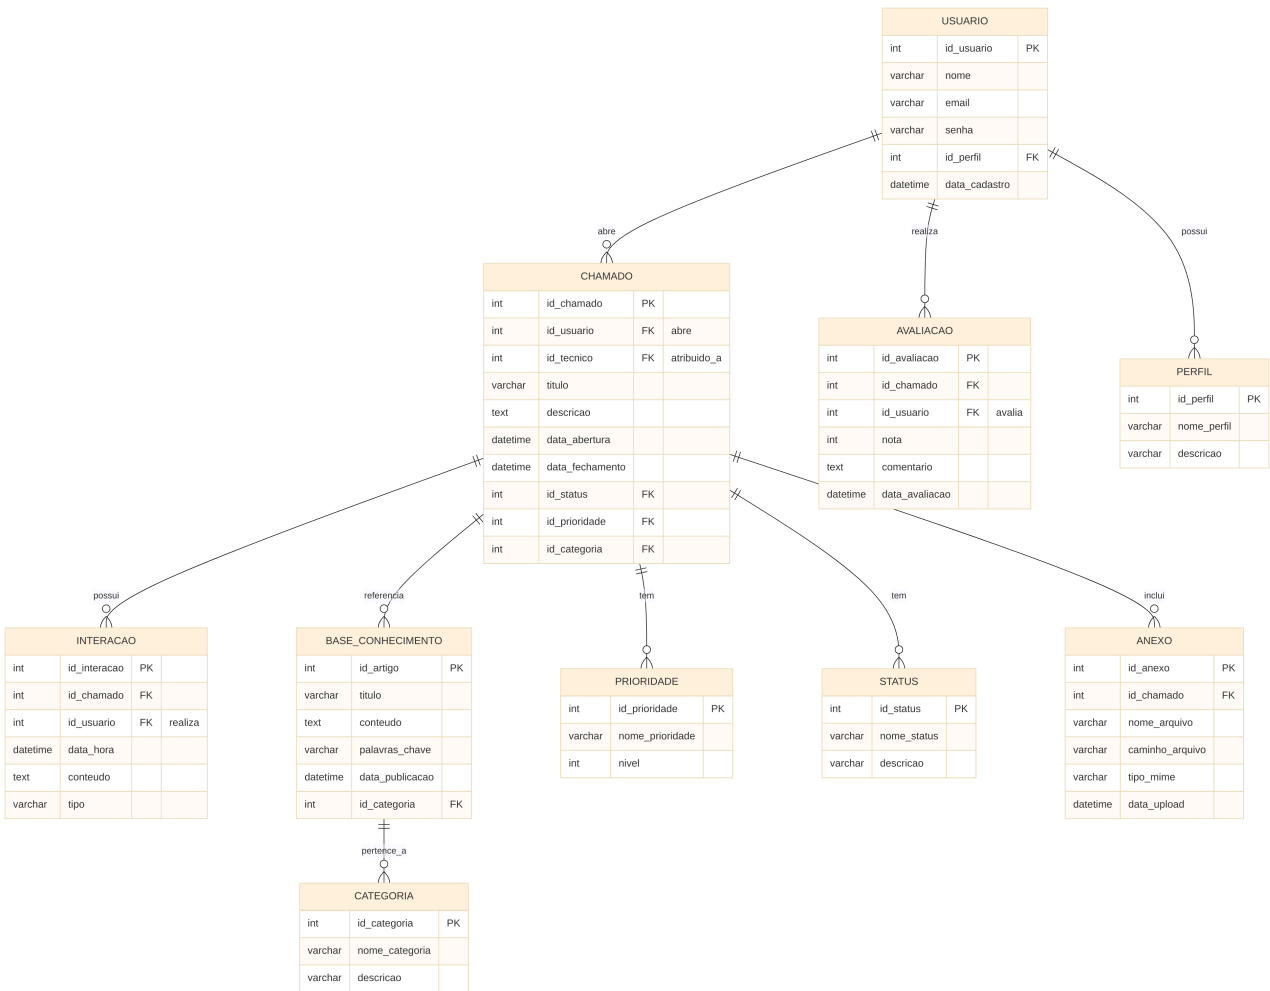 USUARIO
int id_usuario PK
varchar nome
varchar email
varchar senha
int id_perfil FK
datetime data_cadastro
abre
realiza
possui
CHAMADO
int id_chamado PK
int id_usuario FK abre
int id_tecnico FK atribuido_a
varchar titulo
text descricao
datetime data_abertura
datetime data_fechamento
int id_status FK
int id_prioridade FK
int id_categoria FK
AVALIACAO
int id_avaliacao PK
int id_chamado FK
int id_usuario FK avalia
int nota
text comentario
datetime data_avaliacao
PERFIL
int id_perfil PK
varchar nome_perfil
varchar descricao
possui
referencia
tem
tem
inclui
INTERACAO
int id_interacao PK
int id_chamado FK
int id_usuario FK realiza
datetime data_hora
text conteudo
varchar tipo
BASE_CONHECIMENTO
int id_artigo PK
varchar titulo
text conteudo
varchar palavras_chave
datetime data_publicacao
int id_categoria FK
PRIORIDADE
int id_prioridade PK
varchar nome_prioridade
int nivel
STATUS
int id_status PK
varchar nome_status
varchar descricao
ANEXO
int id_anexo PK
int id_chamado FK
varchar nome_arquivo
varchar caminho_arquivo
varchar tipo_mime
datetime data_upload
pertence_a
CATEGORIA
int id_categoria PK
varchar nome_categoria
varchar descricao